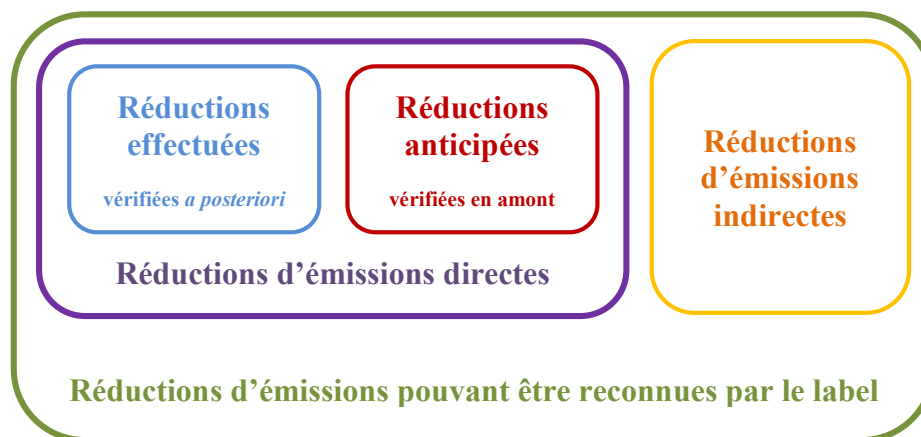 Réductions
effectuées
vérifiées a posteriori
Réductions
anticipées
vérifiées en amont
Réductions d’émissions directes
Réductions
d’émissions
indirectes
Réductions d’émissions pouvant être reconnues par le label